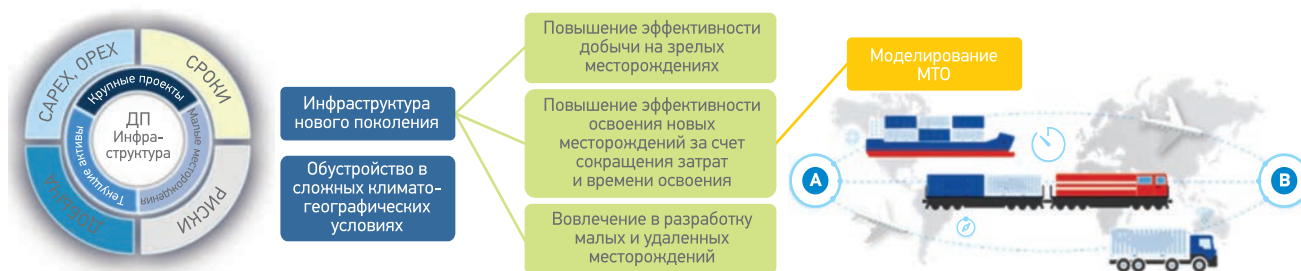 CAPEX, OPEX
СРОКИ
ДОБЫЧА
РИСКИ
Крупные проекты
Малые месторождения
Текущие активы
ДП
Инфра-
структура
Инфраструктура
нового поколения
Обустройство в
сложных климато-
географических
условиях
Повышение эффективности
добычи на зрелых
месторождениях
Повышение эффективности
освоения новых
месторождений за счет
сокращения затрат
и времени освоения
Вовлечение в разработку
малых и удаленных
месторождений
Моделирование
МТО
A
B